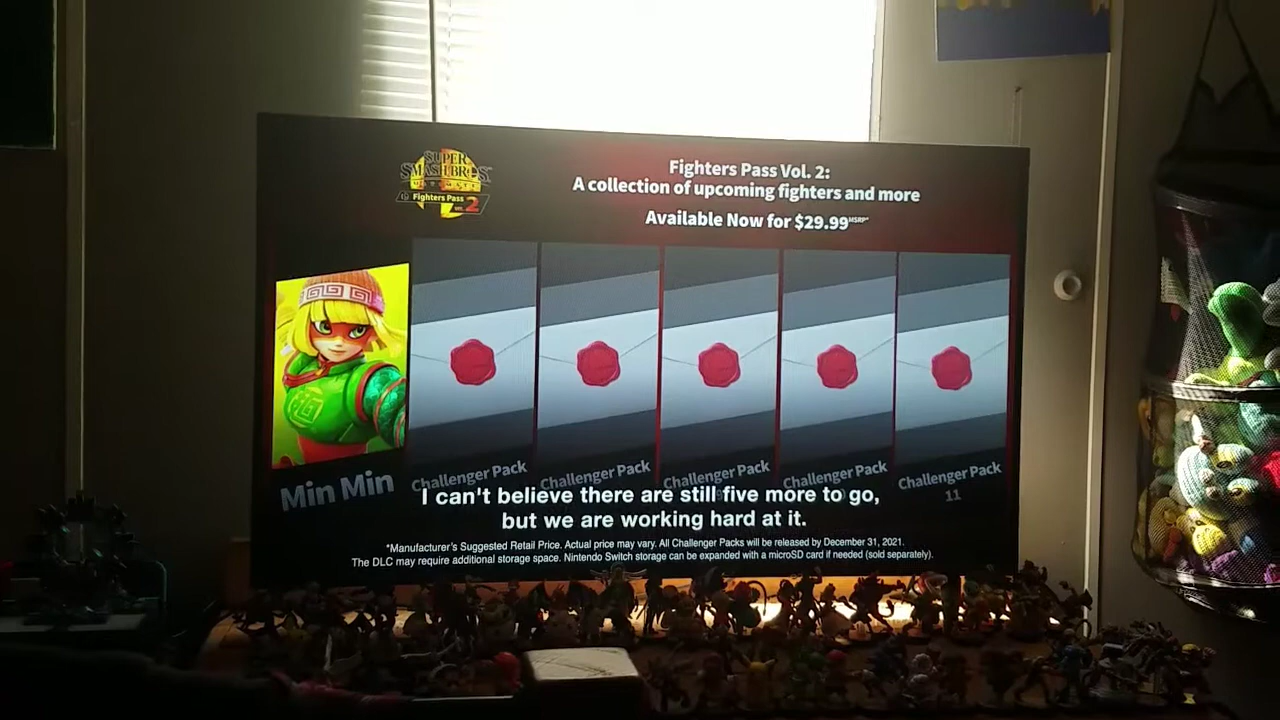 SUPER
SMASH BROS.
Fighters Pass
VOL. 2
Fighters Pass Vol. 2:
A collection of upcoming fighters and more
Available Now for $29.99 MSRP*
Min Min
Challenger Pack
Challenger Pack
Challenger Pack
Challenger Pack
Challenger Pack
11
I can't believe there are still five more to go,
but we are working hard at it.
*Manufacturer's Suggested Retail Price. Actual price may vary. All Challenger Packs will be released by December 31, 2021.
The DLC may require additional storage space. Nintendo Switch storage can be expanded with a microSD card if needed (sold separately).